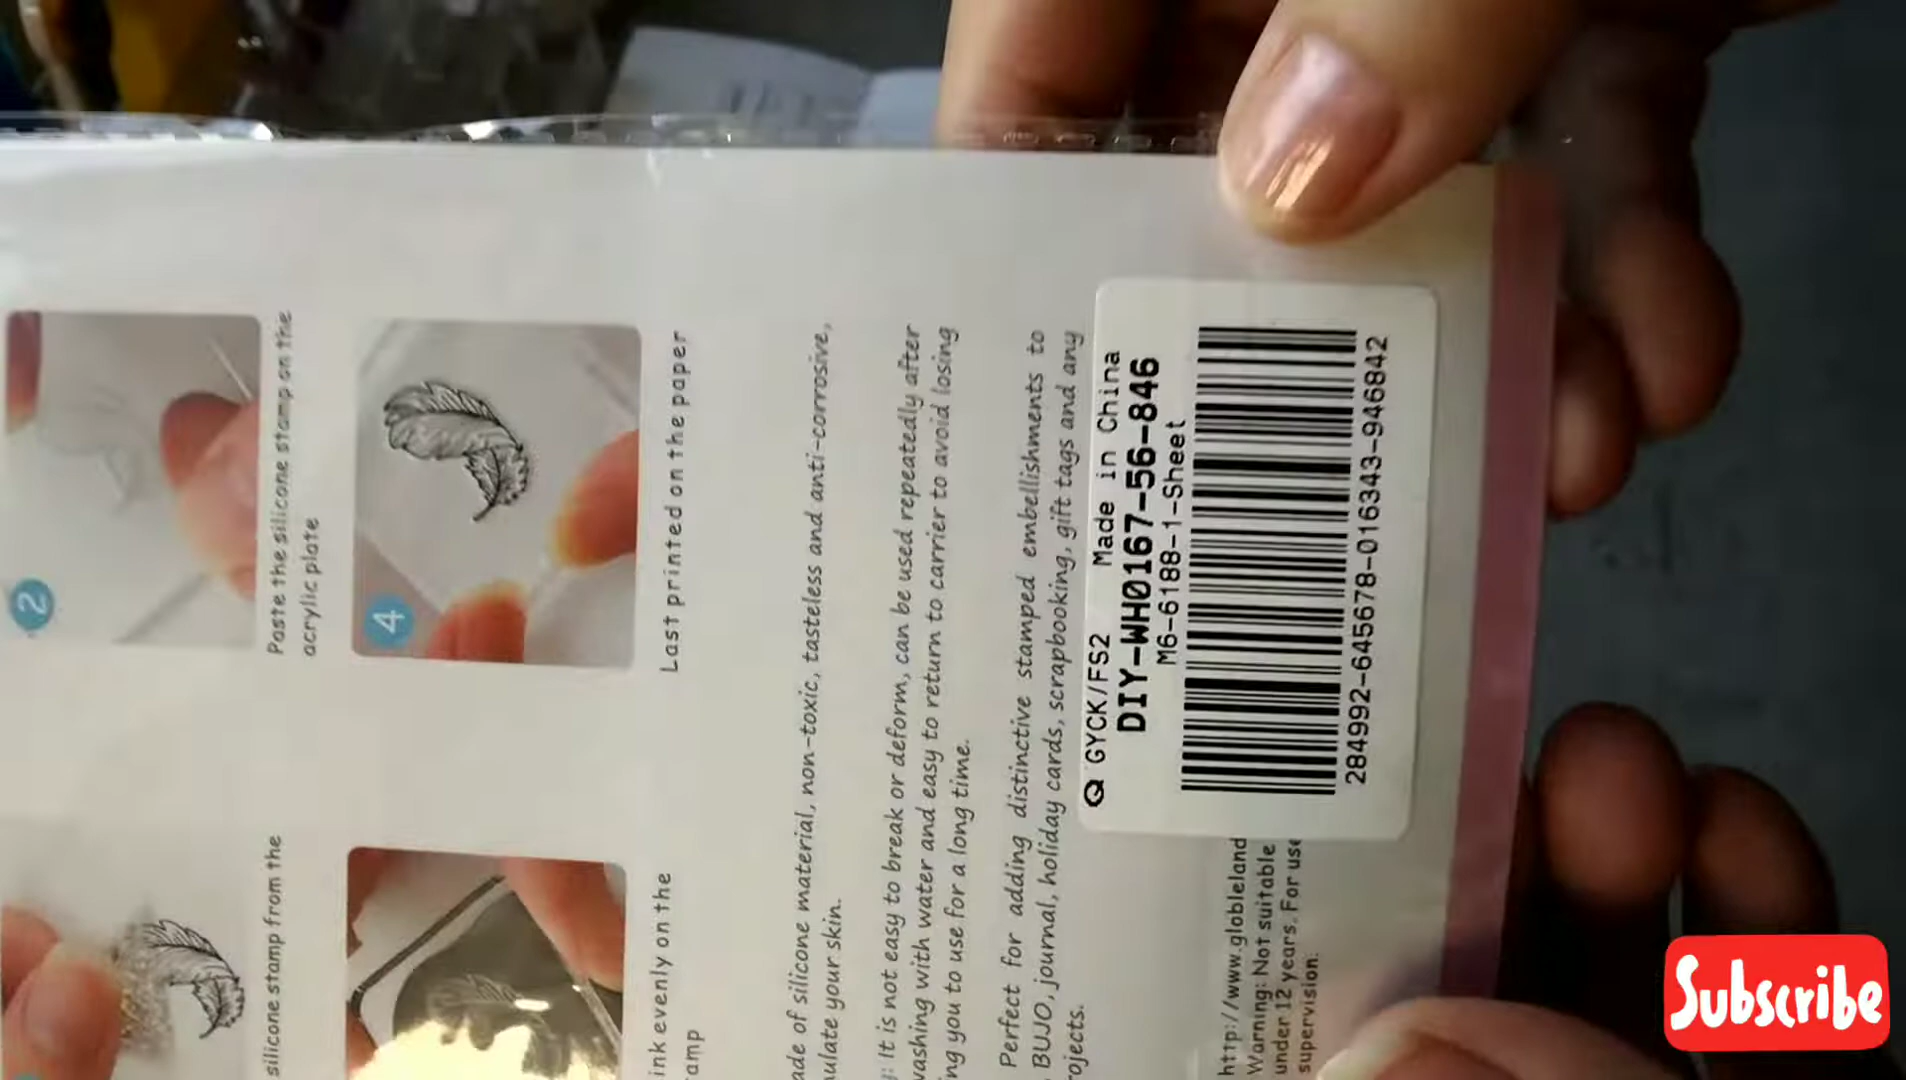 2
Paste the silicone stamp on the
acrylic plate
silicone stamp from the
4
Last printed on the paper
ink evenly on the
of silicone material, non-toxic, tasteless and anti-corrosive,
your skin.
It is not easy to break or deform, can be used repeatedly after
washing with water and easy to return to carrier to avoid losing
you to use for a long time.
Perfect for adding distinctive stamped embellishments to
BUJO, journal, holiday cards, scrapbooking, gift tags and any
Q GYCK/FS2 Made in China
DIY-WH0167-56-846
M6-6188-1-Sheet
284992-645678-016343-946842
http://www.globleland
Warning: Not suitable
under 12 years. For use
supervision.
Subscribe